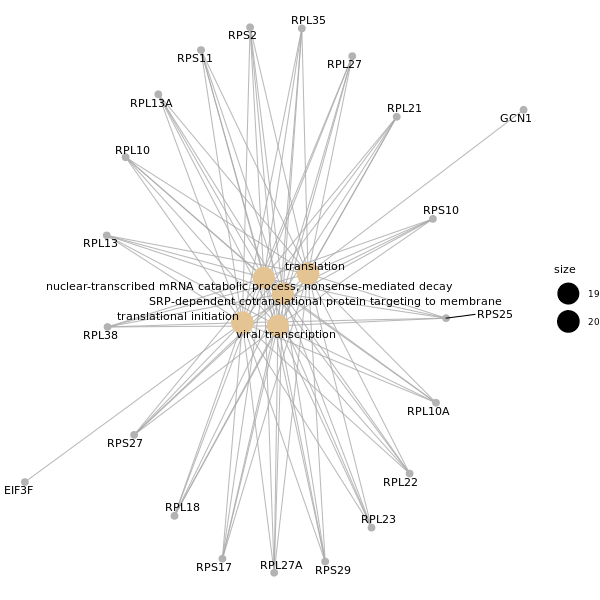 RPL35
RPS2
RPS11
RPL27
RPL13A
RPL21
GCN1
RPL10
RPS10
RPL13
translation
size
nuclear-transcribed mRNA catabolic process, nonsense-mediated decay
19
SRP-dependent cotranslational protein targeting to membrane
translational initiation
RPS25
20
viral transcription
RPL38
RPL10A
RPS27
RPL22
EIF3F
RPL18
RPL23
RPS17
RPL27A
RPS29